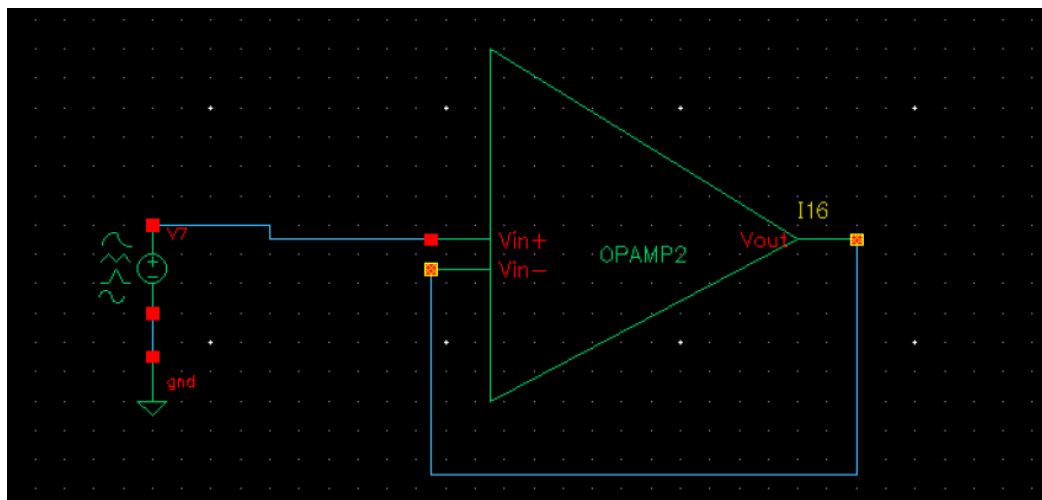 I16
V7
Vin+
Vout
OPAMP2
Vin-
gnd